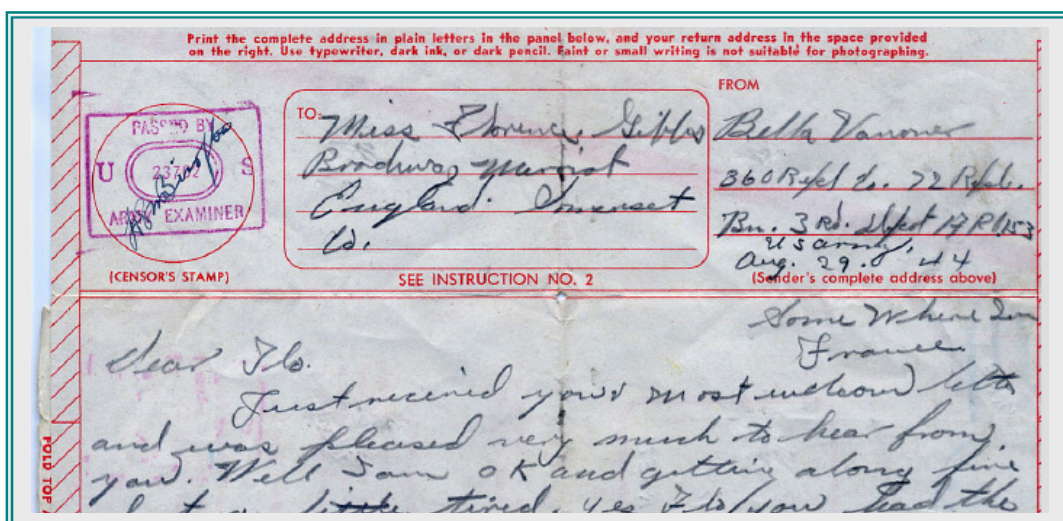 Print the complete address in plain letters in the panel below, and your return address in the space provided
on the right. Use typewriter, dark ink, or dark pencil. Faint or small writing is not suitable for photographing.
FROM
TO:
Miss Florence Gibbs
Bella Vanover
PASSED BY
Broadway
U 23702 S
360 Repl Co. 72 Repl.
England. Somerset
ARMY EXAMINER
Bn. 3rd.
Co.
US Army,
Aug. 29. 44
(CENSOR'S STAMP)
SEE INSTRUCTION NO. 2
(Sender's complete address above)
Some Where In
France
Dear Flo.
Just received your most welcom letter
and was pleased very much to hear from
you. Well I am OK and getting along fine
little tired, yes Flo you had the
FOLD TOP